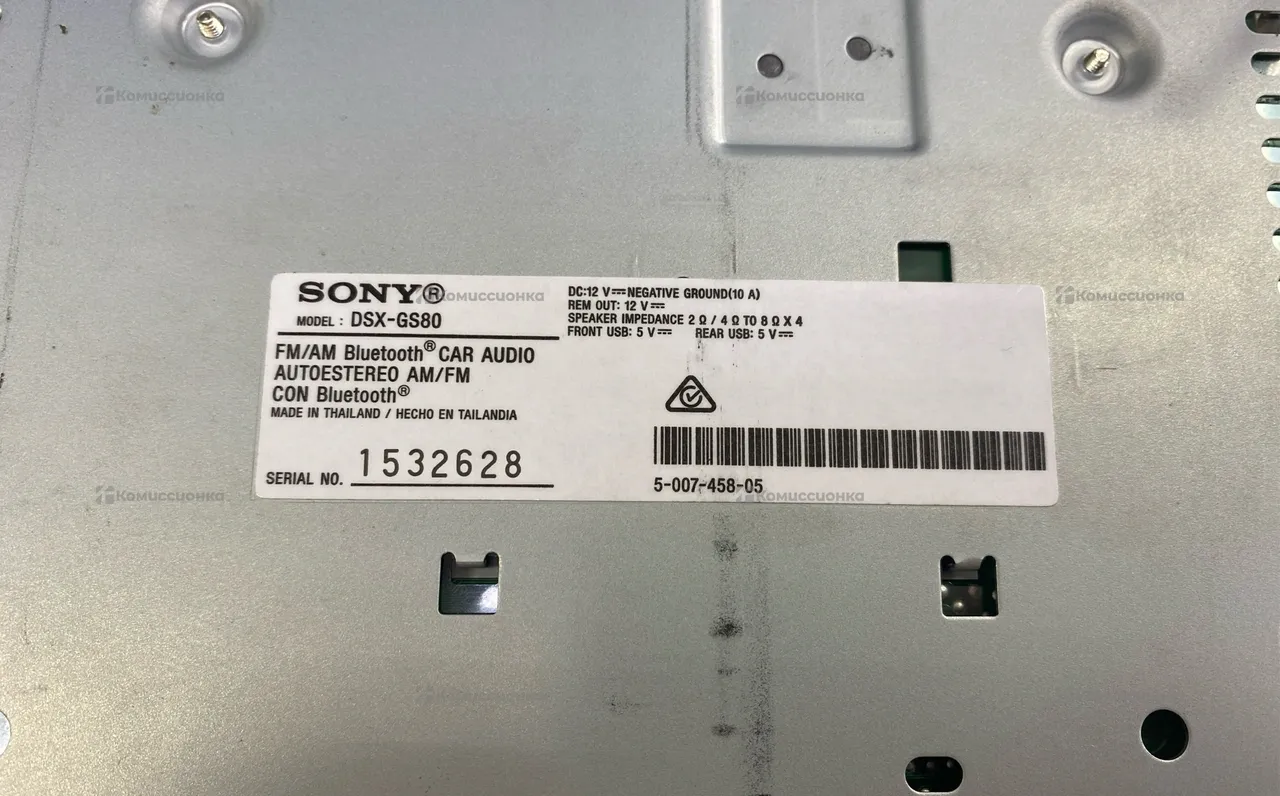 Комиссионка
Комиссионка
SONY®
Комиссионка
Комиссионка
MODEL : DSX-GS80
FM/AM Bluetooth® CAR AUDIO
AUTOESTEREO AM/FM
CON Bluetooth®
MADE IN THAILAND / HECHO EN TAILANDIA
SERIAL NO. 1532628
DC:12 V⎓NEGATIVE GROUND(10 A)
REM OUT: 12 V⎓
SPEAKER IMPEDANCE 2 Ω / 4 Ω TO 8 Ω X 4
FRONT USB: 5 V⎓ REAR USB: 5 V⎓
5-007-458-05
Комиссионка
Комиссионка